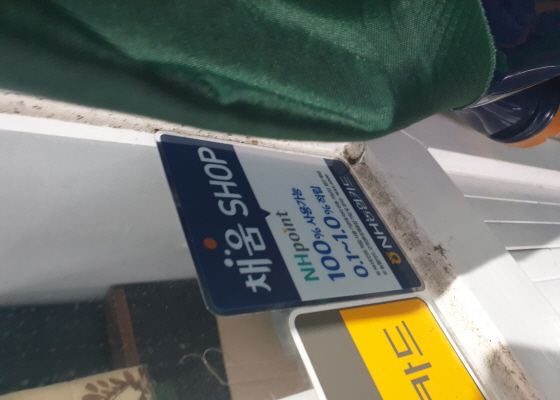 채움 SHOP
NHpoint
100% 사용가능
0.1~1.0% 적립
NH농협카드
카드